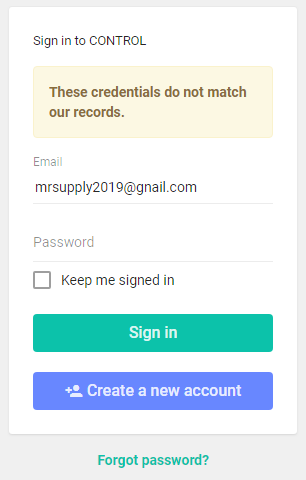 Sign in to CONTROL
These credentials do not match
our records.
Email
mrsupply2019@gnail.com
Password
Keep me signed in
Sign in
Create a new account
Forgot password?